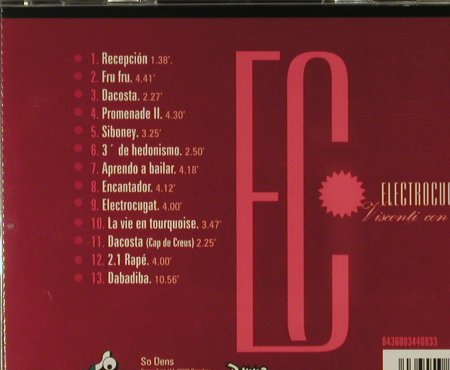 1. Recepción 1.38'.
2. Fru fru. 4.41'
3. Dacosta. 2.27'
4. Promenade II. 4.30'
5. Siboney. 3.25'
6. 3´ de hedonismo. 2.50'
7. Aprendo a bailar. 4.18'
8. Encantador. 4.12'
9. Electrocugat. 4.00'
10. La vie en tourquoise. 3.47'
11. Dacosta (Cap de Creus) 2.25'
12. 2.1 Rapé. 4.00'
13. Dabadiba. 10.56'
EC
ELECTROCU
Visconti con
8436003440833
So Dens